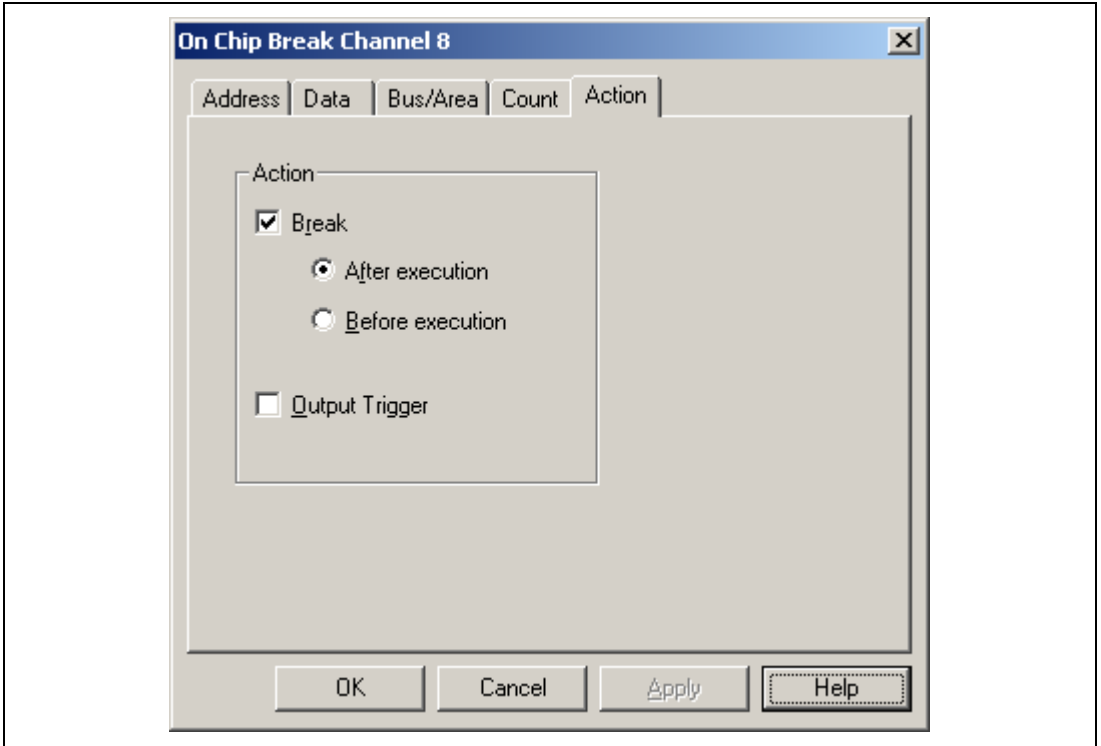 On Chip Break Channel 8
Address Data Bus/Area Count Action
Action
Break
After execution
Before execution
Output Trigger
OK Cancel Apply Help